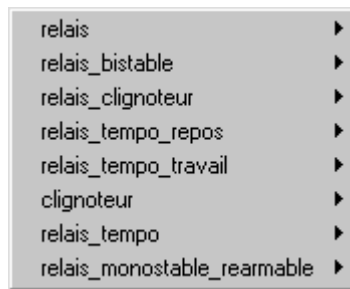 relais
relais_bistable
relais_clignoteur
relais_tempo_repos
relais_tempo_travail
clignoteur
relais_tempo
relais_monostable_rearmable